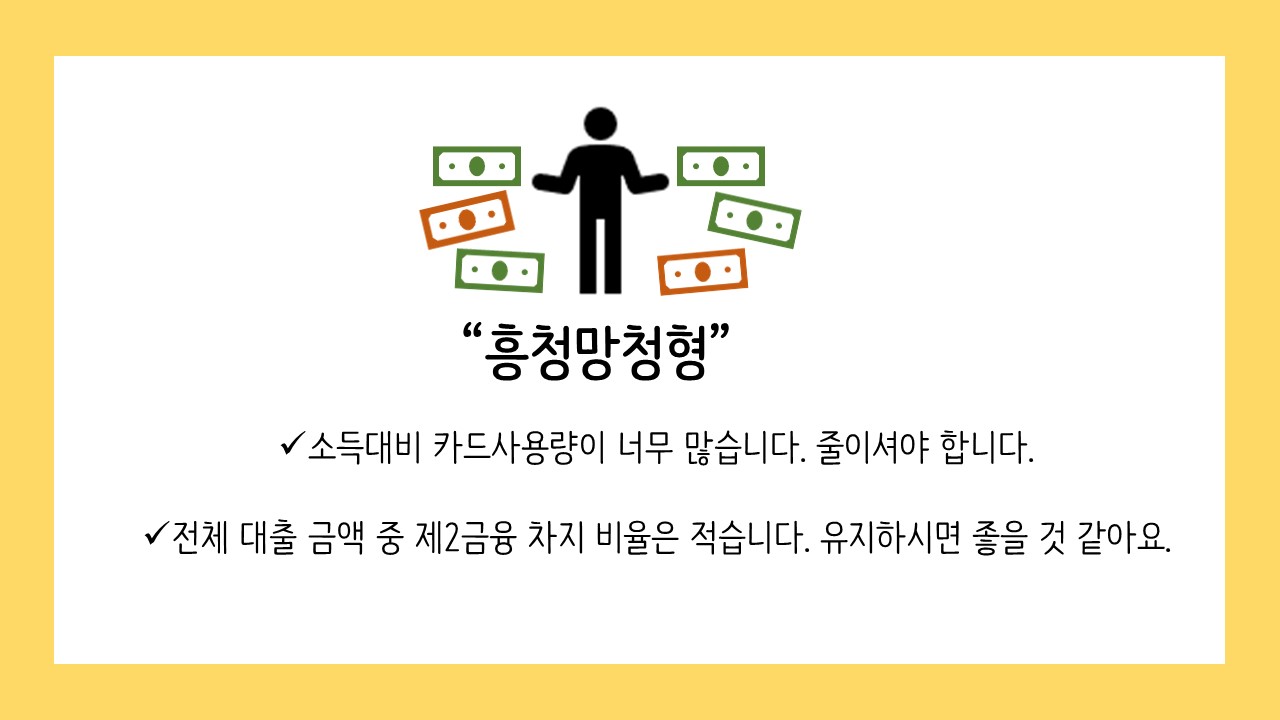 “흥청망청형”
✓소득대비 카드사용량이 너무 많습니다. 줄이셔야 합니다.
✓전체 대출 금액 중 제2금융 차지 비율은 적습니다. 유지하시면 좋을 것 같아요.